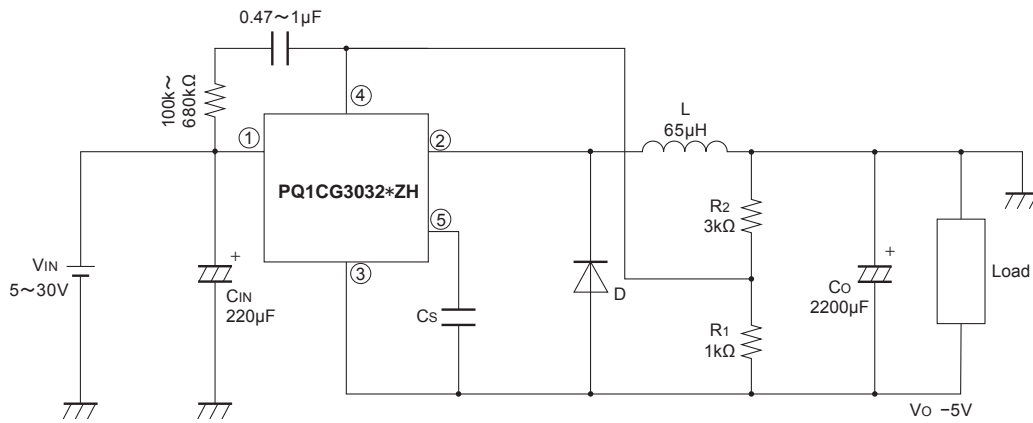 0.47～1μF
100k～
680kΩ
④
①
②
L
65μH
PQ1CG3032∗ZH
R2
3kΩ
⑤
VIN
5～30V
CIN
220μF
+
③
CS
D
R1
1kΩ
+
CO
2200μF
Load
VO −5V